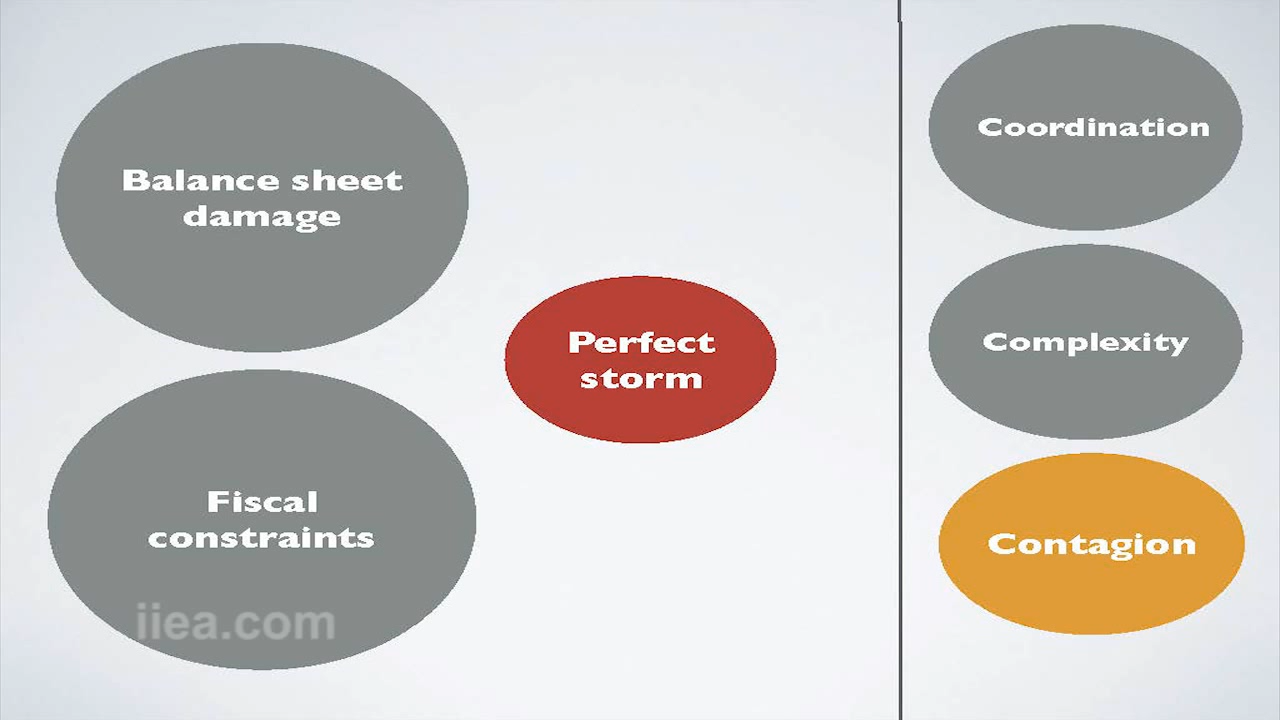 Balance sheet
damage
Fiscal
constraints
iiea.com
Perfect
storm
Coordination
Complexity
Contagion